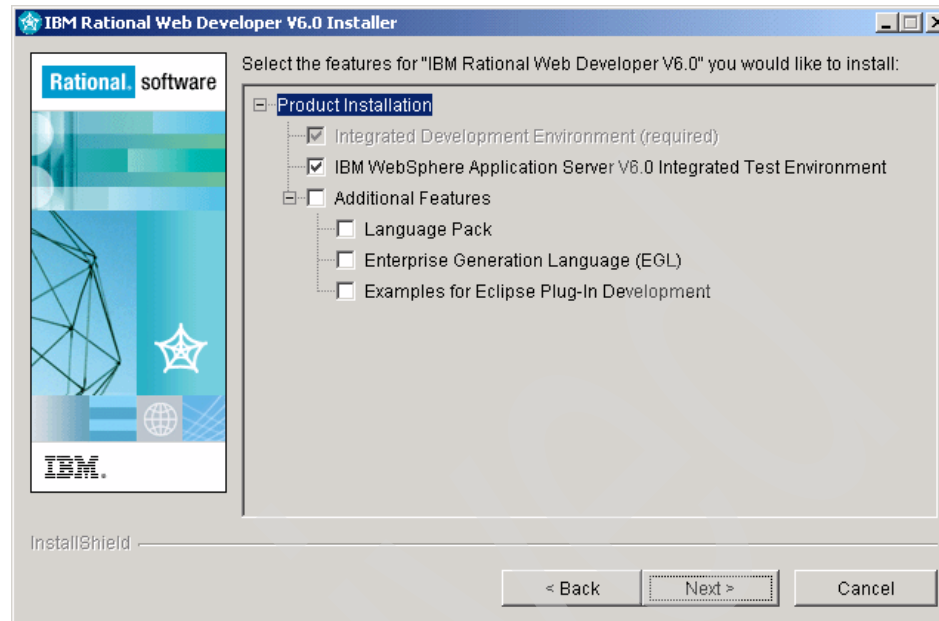 IBM Rational Web Developer V6.0 Installer
Rational. software
Select the features for "IBM Rational Web Developer V6.0" you would like to install:
Product Installation
Integrated Development Environment (required)
IBM WebSphere Application Server V6.0 Integrated Test Environment
Additional Features
Language Pack
Enterprise Generation Language (EGL)
Examples for Eclipse Plug-In Development
IBM.
InstallShield
< Back
Next >
Cancel